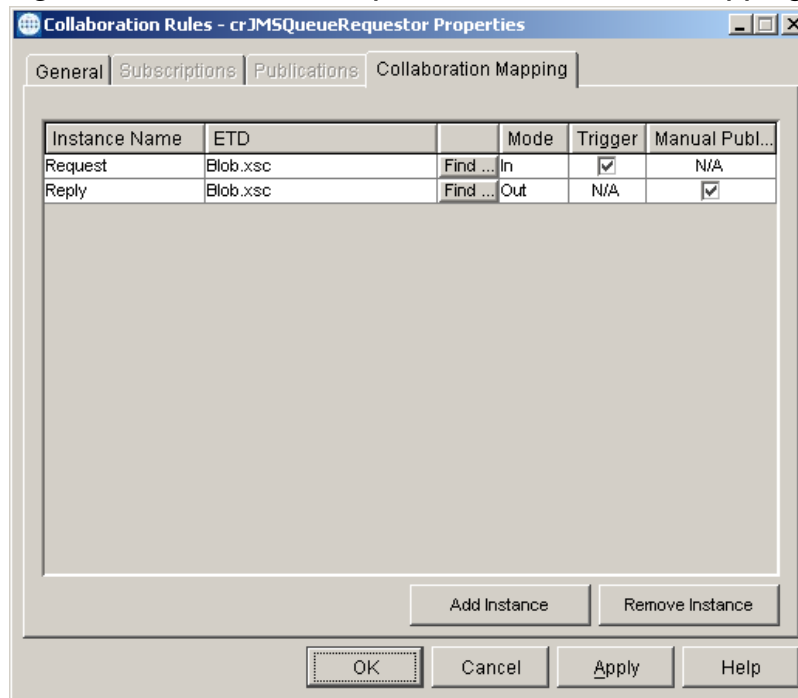 Collaboration Rules - crJMSQueueRequestor Properties
General Subscriptions Publications Collaboration Mapping
Instance Name ETD Mode Trigger Manual Publ...
Request Blob.xsc Find ... In N/A
Reply Blob.xsc Find ... Out N/A
Add Instance Remove Instance
OK Cancel Apply Help